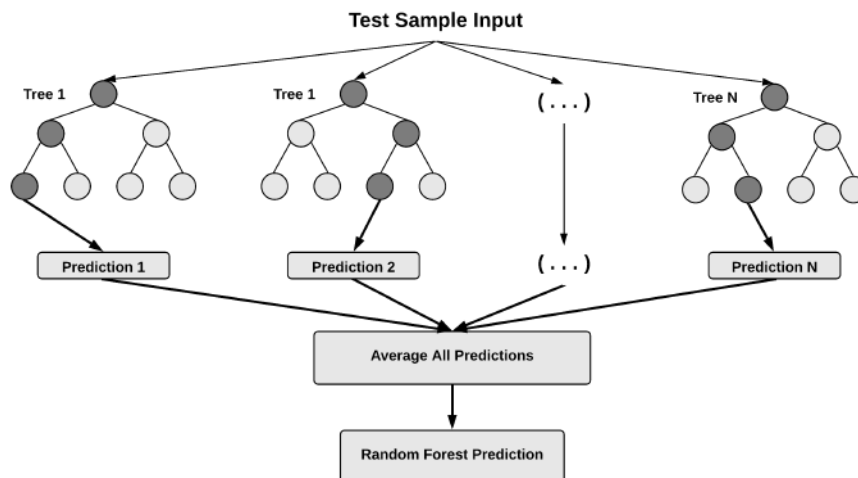 Test Sample Input
Tree 1
Tree 1
(...)
Tree N
Prediction 1
Prediction 2
(...)
Prediction N
Average All Predictions
Random Forest Prediction